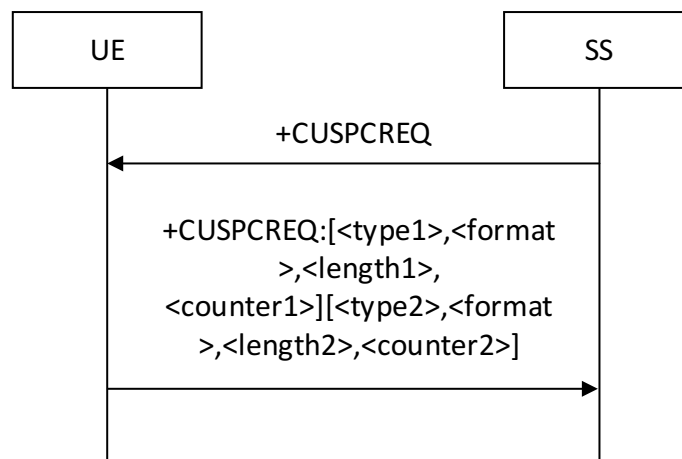 UE
SS
+CUSPCREQ
+CUSPCREQ:[<type1>,<format
>,<length1>,
<counter1>][<type2>,<format
>,<length2>,<counter2>]